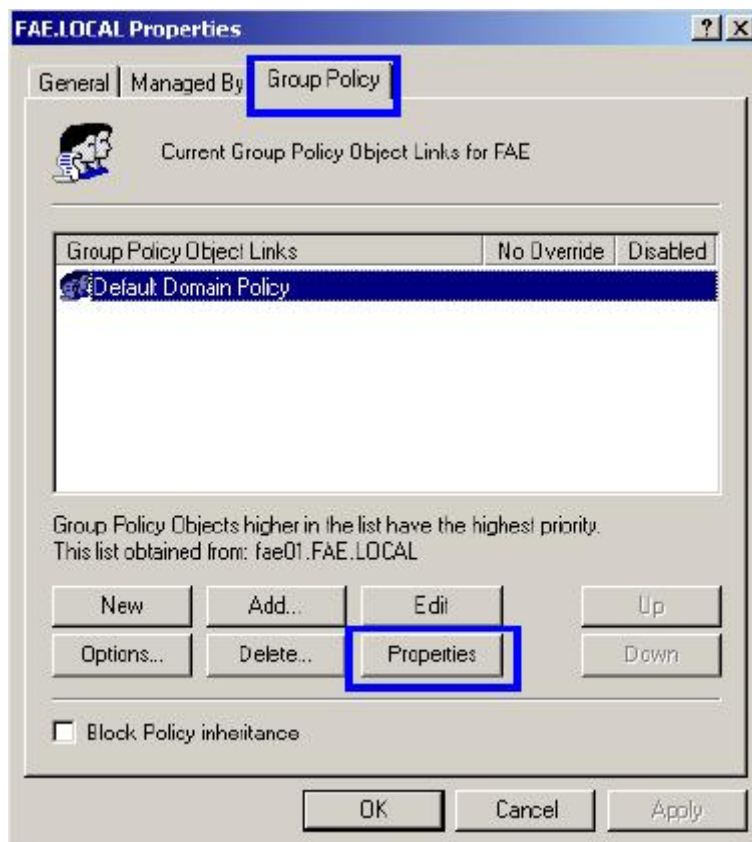 FAE.LOCAL Properties
General Managed By Group Policy
Current Group Policy Object Links for FAE
Group Policy Object Links No Override Disabled
Default Domain Policy
Group Policy Objects higher in the list have the highest priority.
This list obtained from: fae01.FAE.LOCAL
New Add... Edit Up
Options... Delete... Properties Down
Block Policy inheritance
OK Cancel Apply